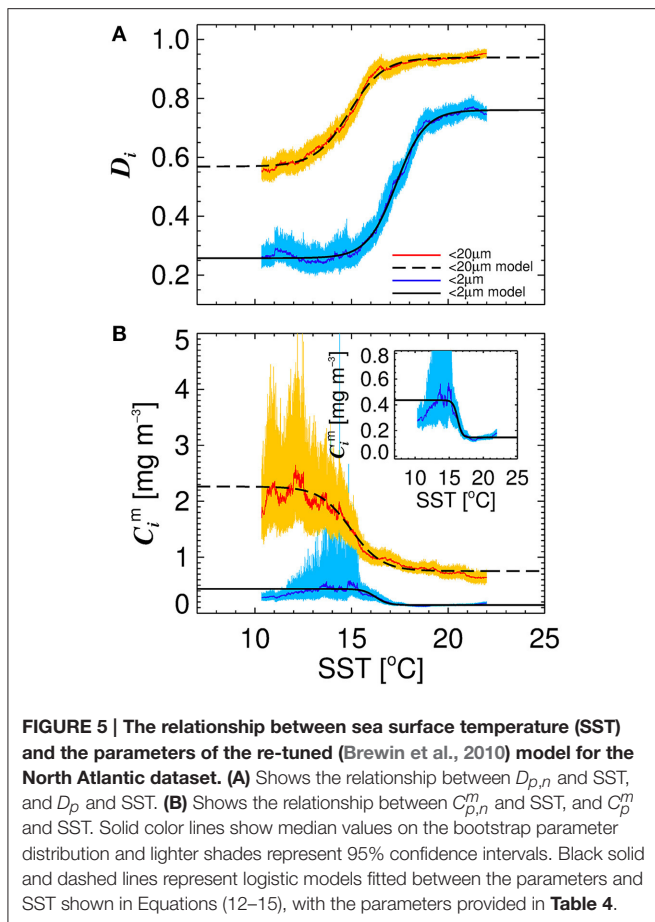 A
1.0
0.8
0.6
0.4
0.2
Di
<20μm
<20μm model
<2μm
<2μm model
B
5
4
3
2
1
0
Ci^m [mg m⁻³]
0.8
0.6
0.4
0.2
0.0
Ci^m [mg m⁻³]
5 10 15 20 25
SST [°C]
10 15 20 25
SST [°C]
FIGURE 5 | The relationship between sea surface temperature (SST)
and the parameters of the re-tuned (Brewin et al., 2010) model for the
North Atlantic dataset. (A) Shows the relationship between Dp,n and SST,
and Dp and SST. (B) Shows the relationship between C^m p,n and SST, and C^m p
and SST. Solid color lines show median values on the bootstrap parameter
distribution and lighter shades represent 95% confidence intervals. Black solid
and dashed lines represent logistic models fitted between the parameters and
SST shown in Equations (12–15), with the parameters provided in Table 4.